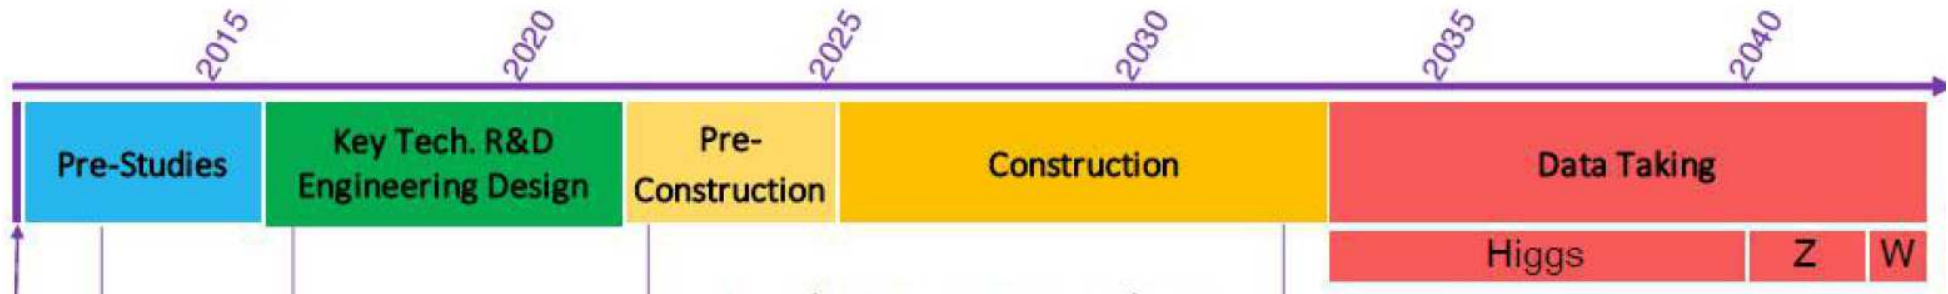 2015
2020
2025
2030
2035
2040
Pre-Studies
Key Tech. R&D
Engineering Design
Pre-
Construction
Construction
Data Taking
Higgs
Z
W